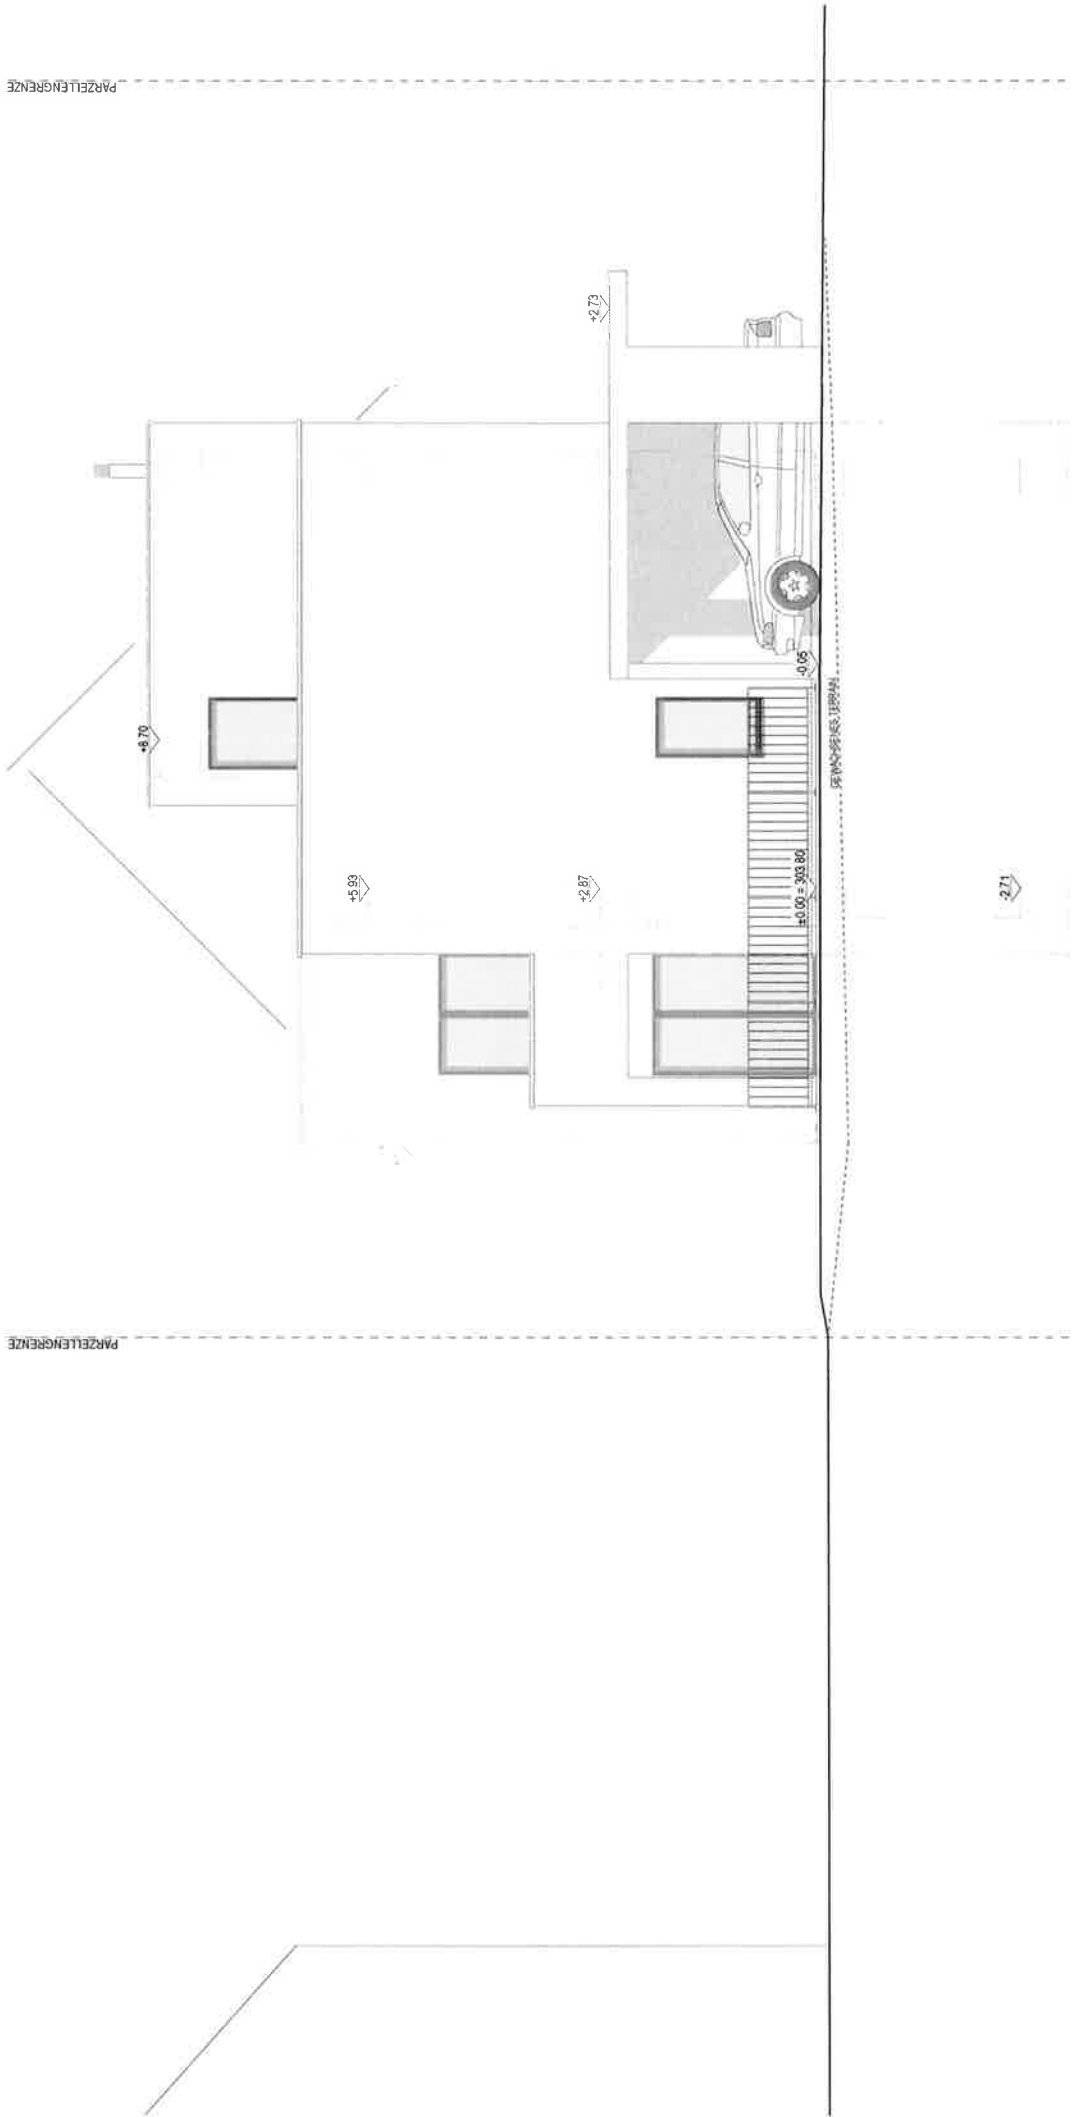 PARZELLENGRENZE
PARZELLENGRENZE
+8.70
+5.93
+2.87
+2.73
±0.00 = 303.80
-0.05
GEWACHSENES TERRAIN
-2.71